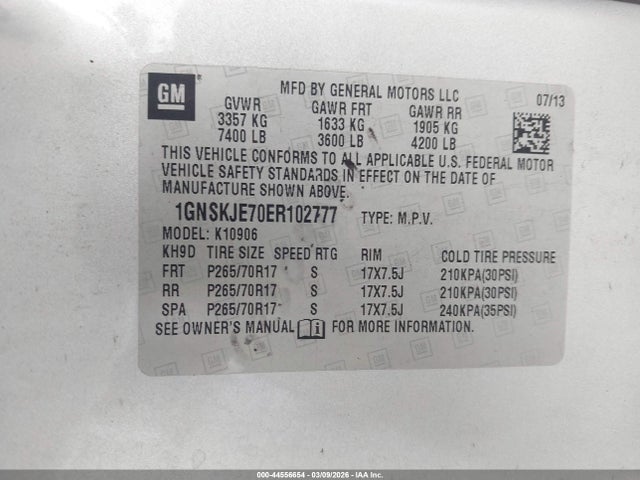 GM
MFD BY GENERAL MOTORS LLC
07/13
GVWR GAWR FRT GAWR RR
3357 KG 1633 KG 1905 KG
7400 LB 3600 LB 4200 LB
THIS VEHICLE CONFORMS TO ALL APPLICABLE U.S. FEDERAL MOTOR
VEHICLE SAFETY STANDARDS IN EFFECT ON THE DATE OF
MANUFACTURE SHOWN ABOVE.
1GNSKJE70ER102777 TYPE: M.P.V.
MODEL: K10906
KH9D TIRE SIZE SPEED RTG RIM COLD TIRE PRESSURE
FRT P265/70R17 S 17X7.5J 210KPA(30PSI)
RR P265/70R17 S 17X7.5J 210KPA(30PSI)
SPA P265/70R17 S 17X7.5J 240KPA(35PSI)
SEE OWNER'S MANUAL FOR MORE INFORMATION.
000-44556654 | 03/09/2026 - IAA Inc.